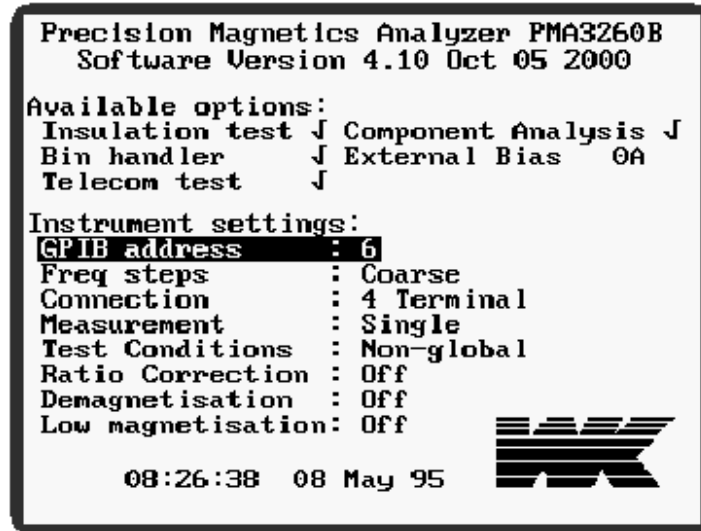 Precision Magnetics Analyzer PMA3260B
Software Version 4.10 Oct 05 2000
Available options:
Insulation test √ Component Analysis √
Bin handler √ External Bias 0A
Telecom test √
Instrument settings:
GPIB address : 6
Freq steps : Coarse
Connection : 4 Terminal
Measurement : Single
Test Conditions : Non-global
Ratio Correction : Off
Demagnetisation : Off
Low magnetisation: Off
08:26:38 08 May 95
WK